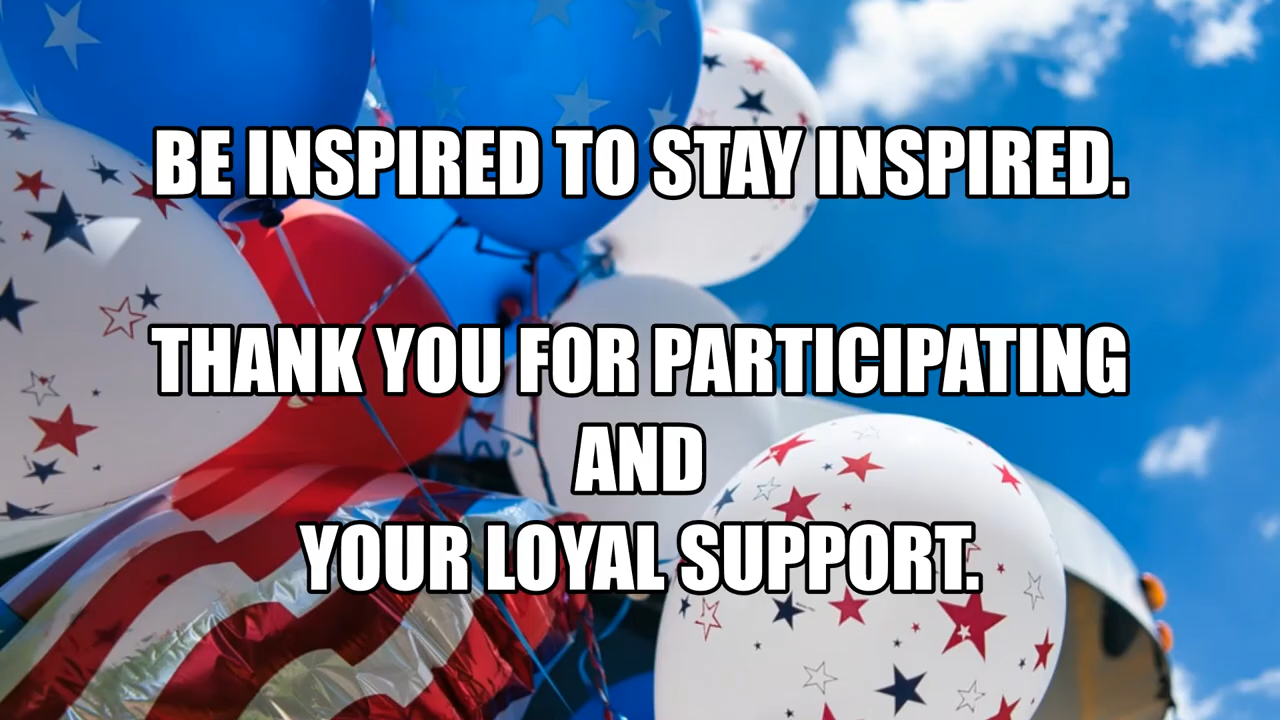 BE INSPIRED TO STAY INSPIRED.
THANK YOU FOR PARTICIPATING
AND
YOUR LOYAL SUPPORT.